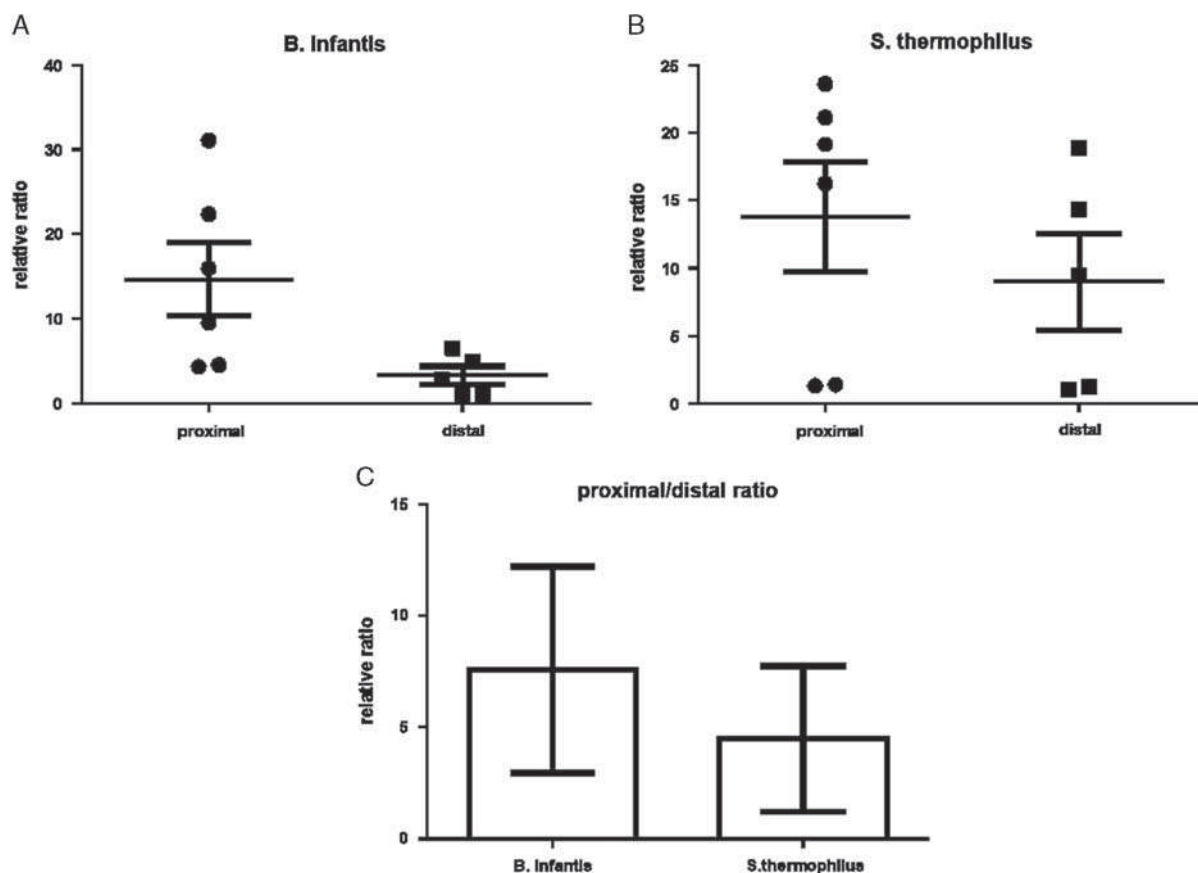 A
B. infantis
40
30
20
10
0
relative ratio
proximal
distal
B
S. thermophilus
25
20
15
10
5
0
relative ratio
proximal
distal
C
proximal/distal ratio
15
10
5
0
relative ratio
B. infantis
S.thermophilus